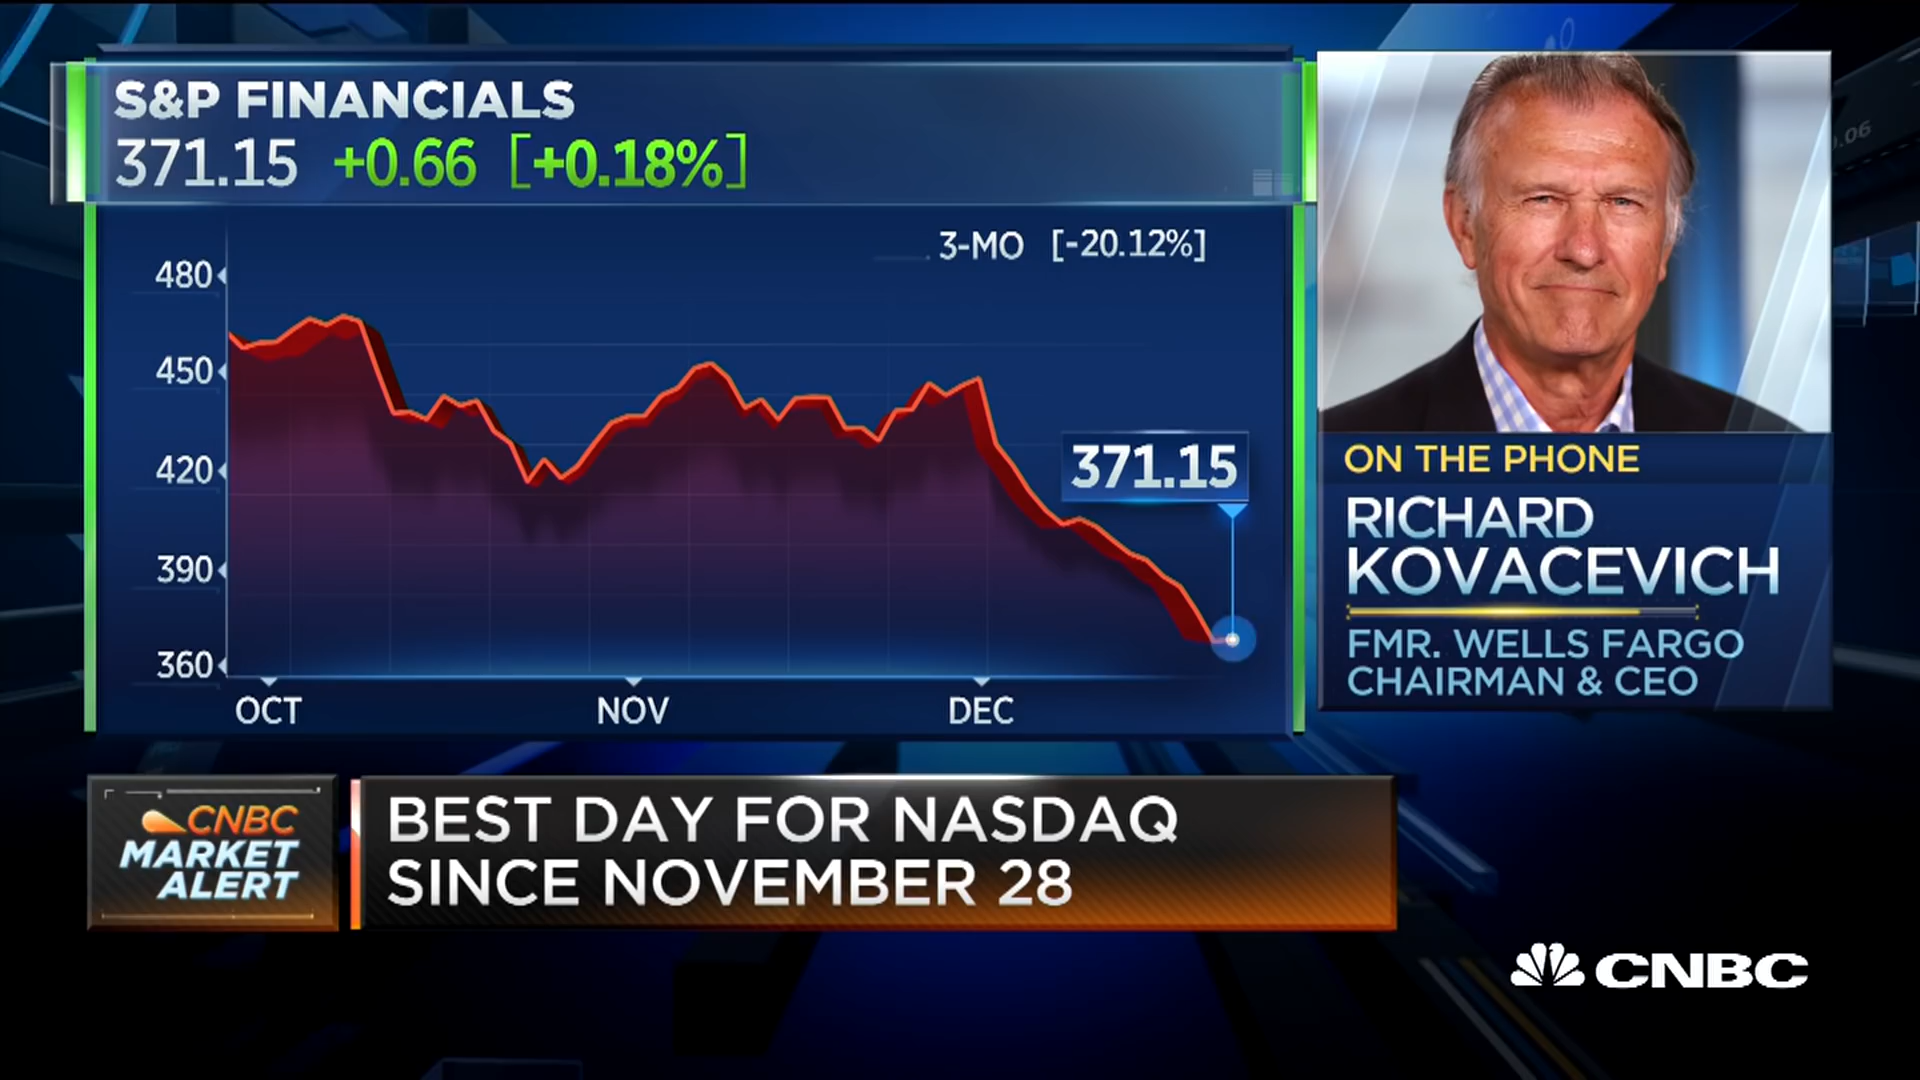 S&P FINANCIALS
371.15 +0.66 [+0.18%]
3-MO [-20.12%]
480
450
420
390
360
371.15
OCT NOV DEC
ON THE PHONE
RICHARD
KOVACEVICH
FMR. WELLS FARGO
CHAIRMAN & CEO
CNBC
MARKET
ALERT
BEST DAY FOR NASDAQ
SINCE NOVEMBER 28
CNBC